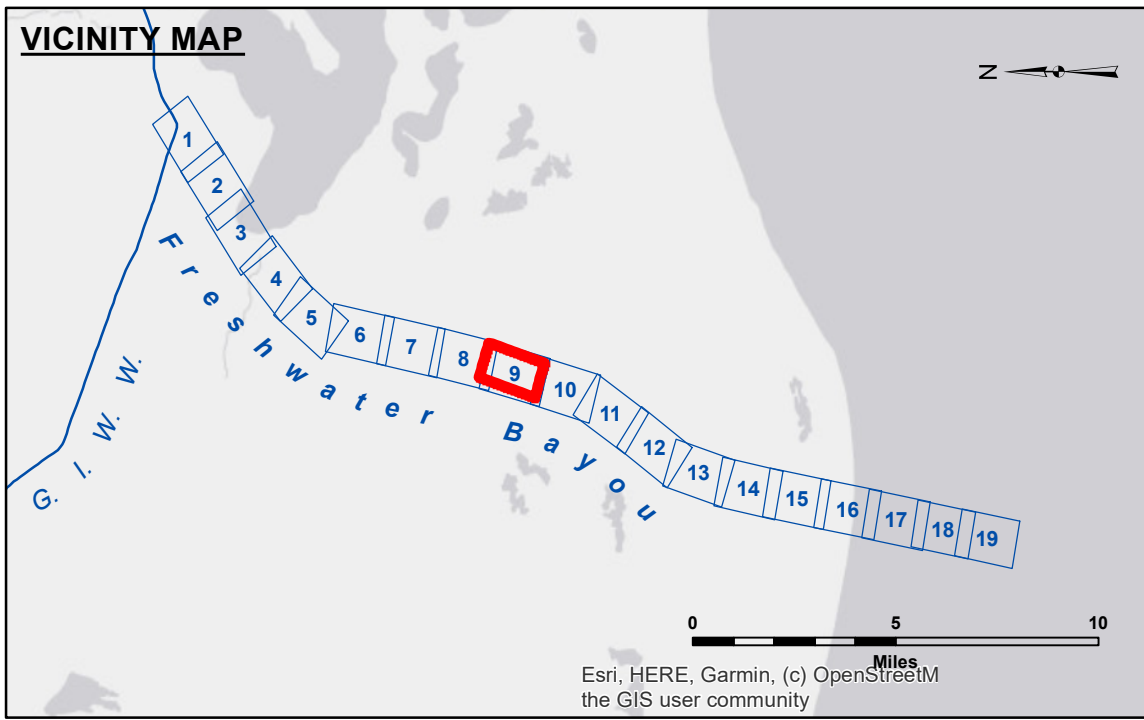 VICINITY MAP
N
1
2
3
4
5
6
7
8
9
10
11
12
13
14
15
16
17
18
19
Freshwater Bayou
G. I. W. W.
0 5 10
Miles
Esri, HERE, Garmin, (c) OpenStreetM
the GIS user community